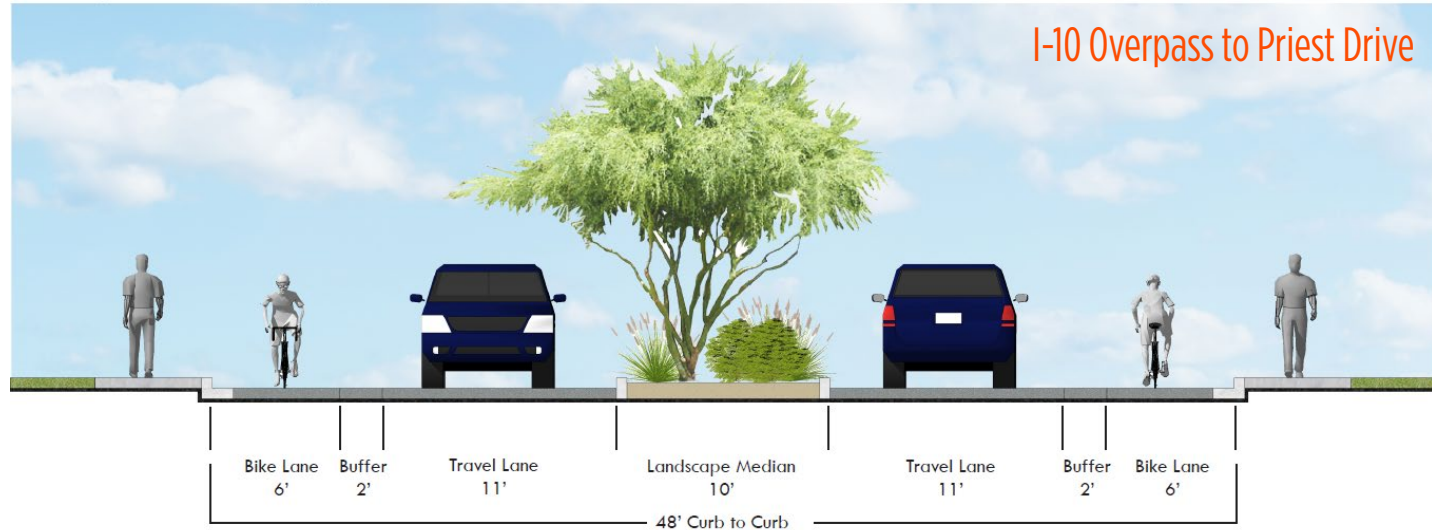 I-10 Overpass to Priest Drive
Bike Lane Buffer Travel Lane Landscape Median Travel Lane Buffer Bike Lane
6’ 2’ 11’ 10’ 11’ 2’ 6’
48’ Curb to Curb